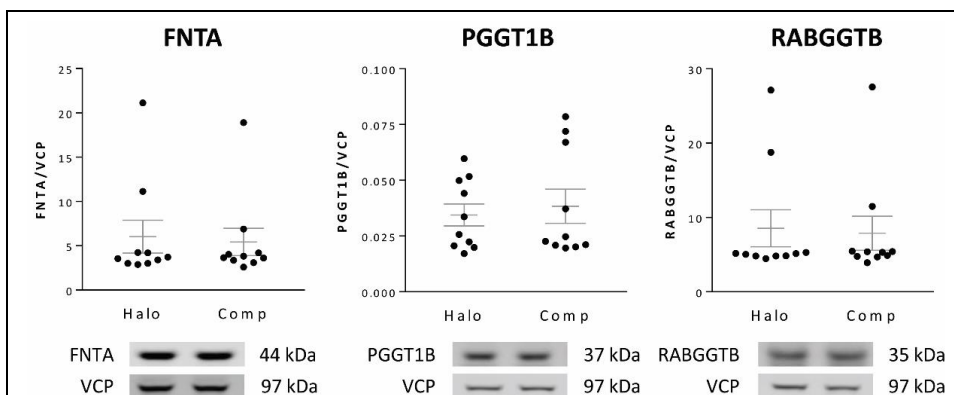 FNTA
FNTA/VCP
25
20
15
10
5
0
Halo Comp
FNTA 44 kDa
VCP 97 kDa
PGGT1B
PGGT1B/VCP
0.100
0.075
0.050
0.025
0.000
Halo Comp
PGGT1B 37 kDa
VCP 97 kDa
RABGGTB
RABGGTB/VCP
30
20
10
0
Halo Comp
RABGGTB 35 kDa
VCP 97 kDa